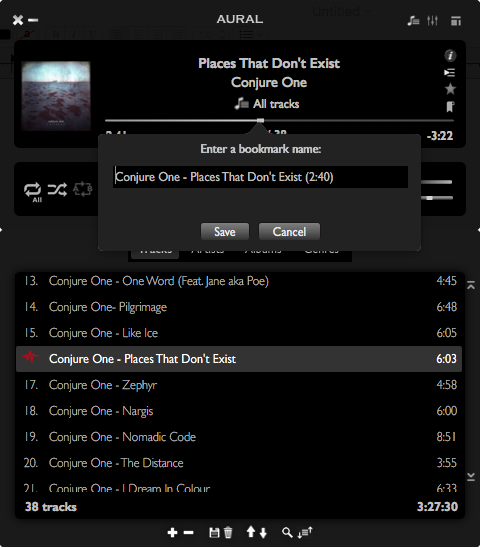 Untitled
AURAL
Places That Don't Exist
Conjure One
All tracks
2:41
/ 38
-3:22
Enter a bookmark name:
Conjure One - Places That Don't Exist (2:40)
All
A B
Save Cancel
Tracks Artists Albums Genres
13. Conjure One - One Word (Feat. Jane aka Poe) 4:45
14. Conjure One- Pilgrimage 6:48
15. Conjure One - Like Ice 6:05
Conjure One - Places That Don't Exist 6:03
17. Conjure One - Zephyr 4:58
18. Conjure One - Nargis 6:00
19. Conjure One - Nomadic Code 8:51
20. Conjure One - The Distance 3:55
21. Conjure One - I Dream In Colour 6:33
38 tracks 3:27:30